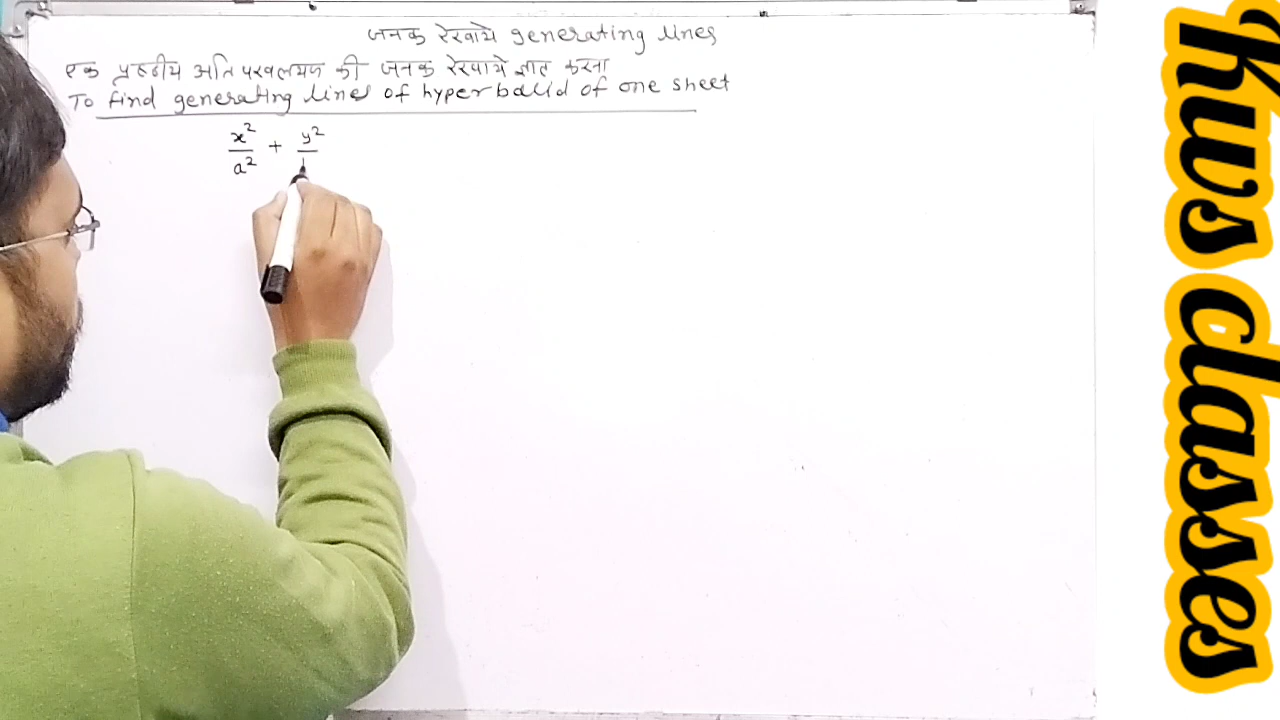 जनक रेखाये generating lines
एक प्रष्ठीय अति परवलयज की जनक रेखाये ज्ञात करना
To find generating lines of hyperboloid of one sheet
x²/a² + y²/
Kws classes